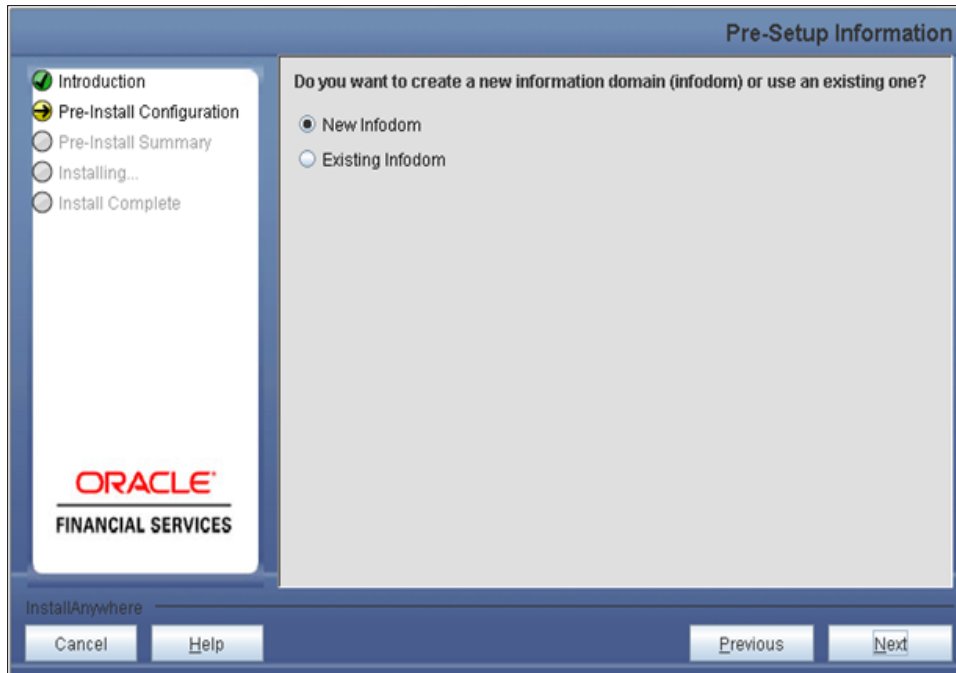 Pre-Setup Information
Introduction
Pre-Install Configuration
Pre-Install Summary
Installing...
Install Complete
Do you want to create a new information domain (infodom) or use an existing one?
New Infodom
Existing Infodom
ORACLE
FINANCIAL SERVICES
InstallAnywhere
Cancel
Help
Previous
Next